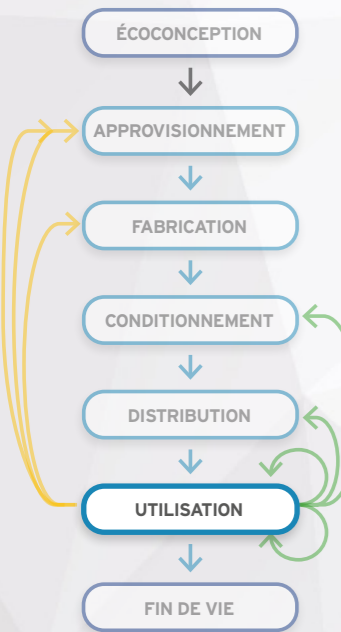 ÉCOCONCEPTION
APPROVISIONNEMENT
FABRICATION
CONDITIONNEMENT
DISTRIBUTION
UTILISATION
FIN DE VIE